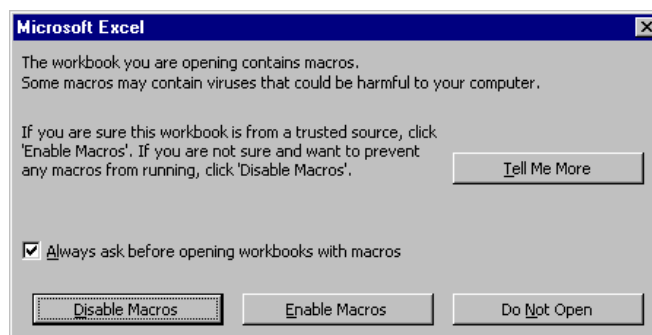 Microsoft Excel
The workbook you are opening contains macros.
Some macros may contain viruses that could be harmful to your computer.
If you are sure this workbook is from a trusted source, click
'Enable Macros'. If you are not sure and want to prevent
any macros from running, click 'Disable Macros'.
Tell Me More
Always ask before opening workbooks with macros
Disable Macros
Enable Macros
Do Not Open